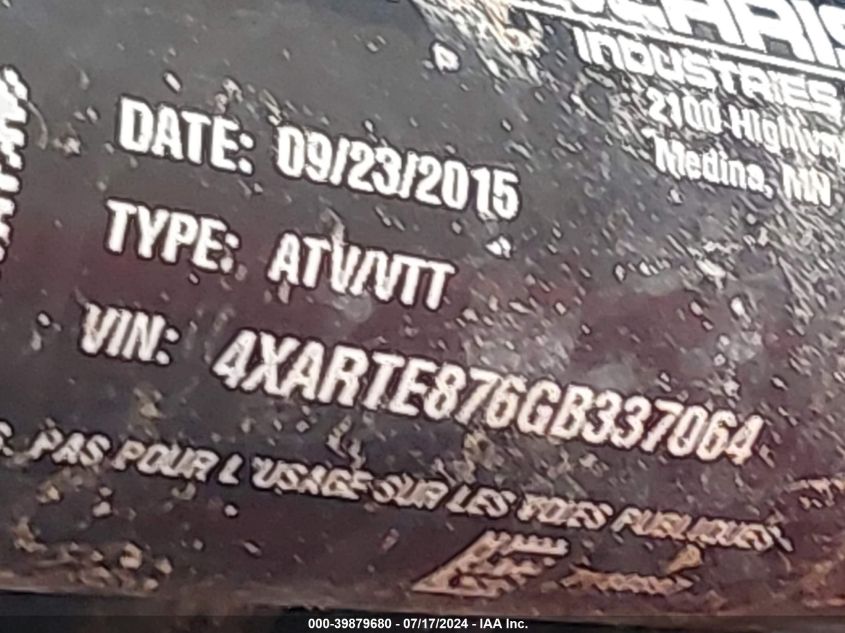 INDUSTRIES
2100 Highway
Medina, MN
DATE: 09/23/2015
TYPE: ATV/VTT
VIN: 4XARTE876GB337064
PAS POUR L'USAGE SUR LES VOIES PUBLIQUES
000-39879680 - 07/17/2024 - IAA Inc.